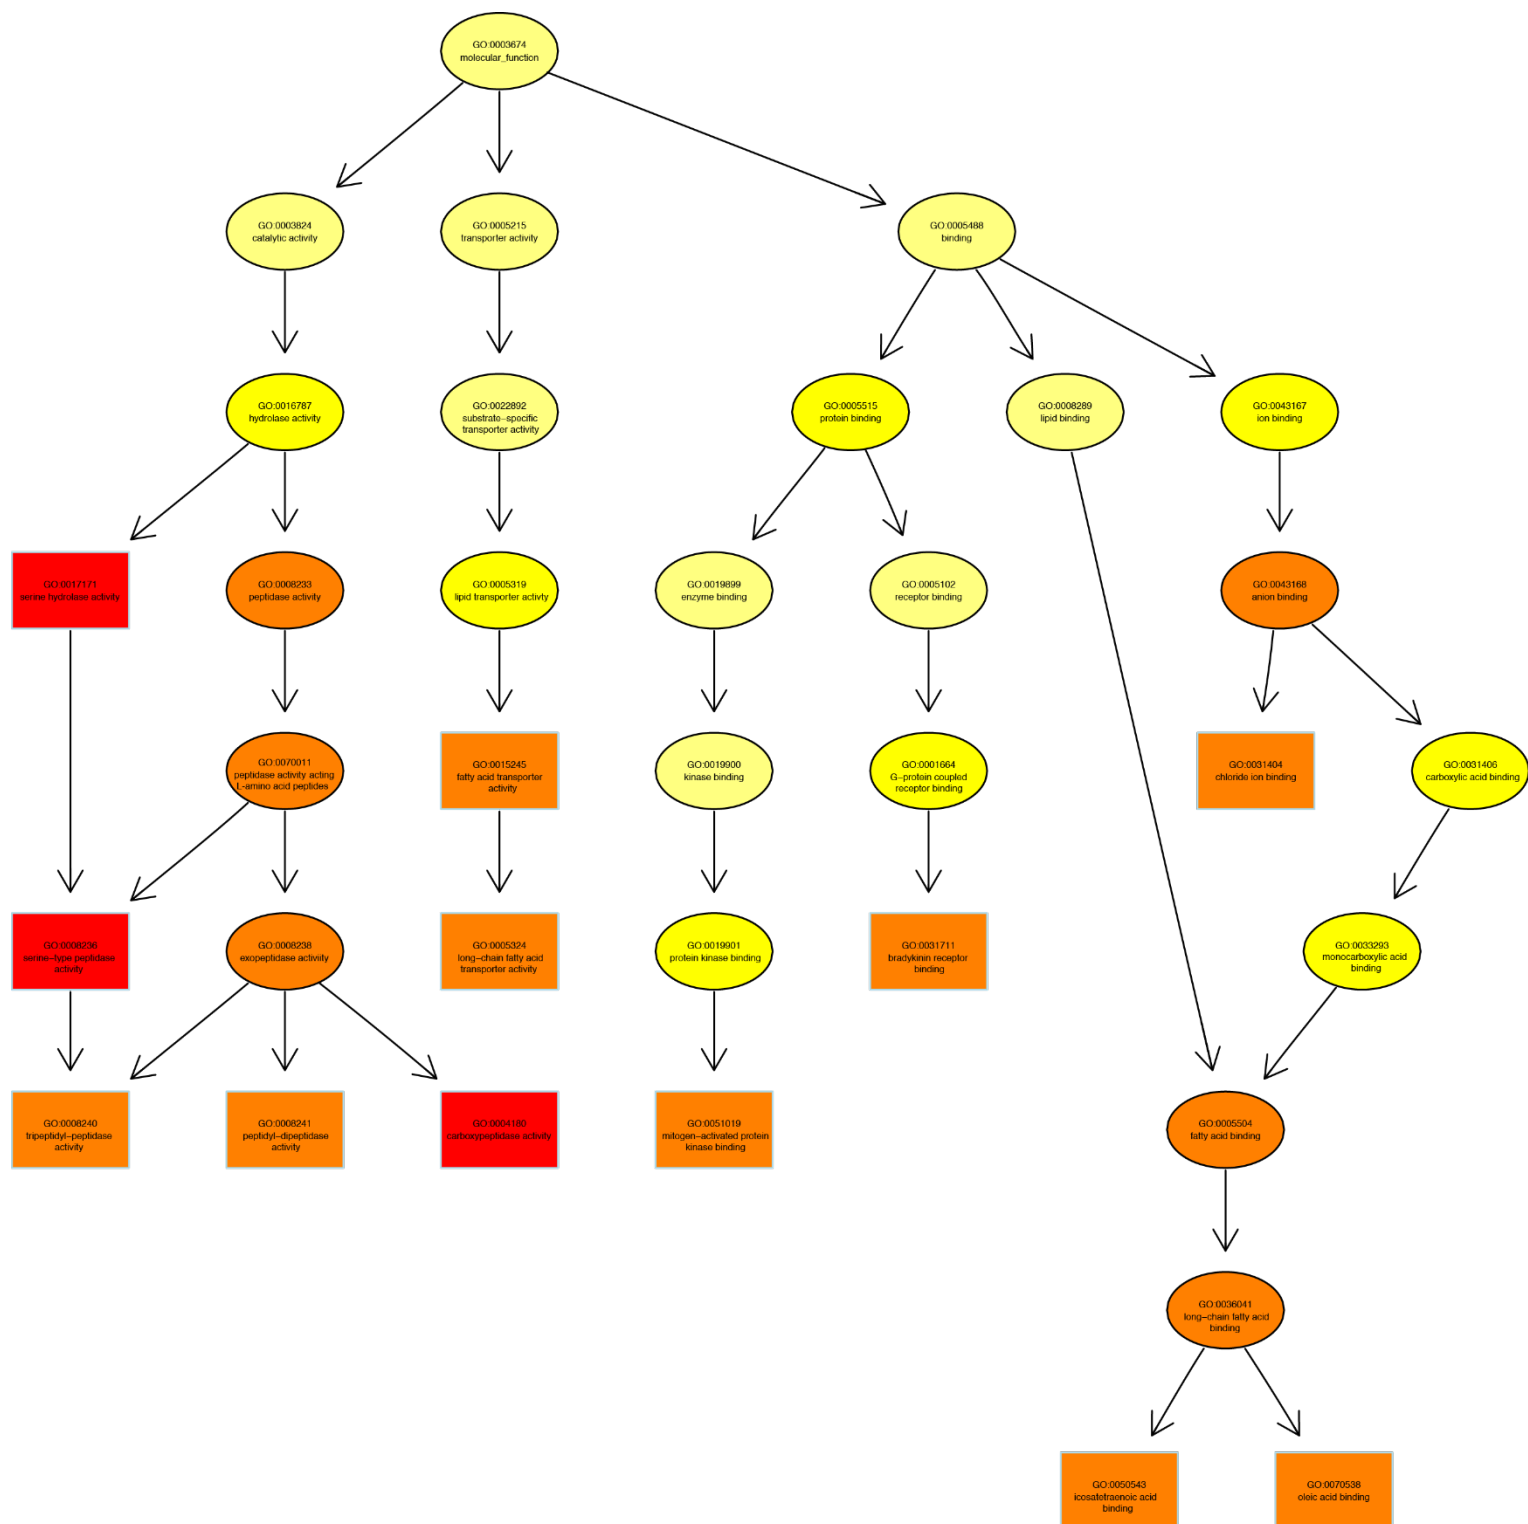 GO:0003674
molecular_function
GO:0003824
catalytic activity
GO:0005215
transporter activity
GO:0005488
binding
GO:0016787
hydrolase activity
GO:0022892
substrate−specific
transporter activity
GO:0005515
protein binding
GO:0008289
lipid binding
GO:0043167
ion binding
GO:0017171
serine hydrolase activity
GO:0008233
peptidase activity
GO:0005319
lipid transporter activty
GO:0019899
enzyme binding
GO:0005102
receptor binding
GO:0043168
anion binding
GO:0070011
peptidase activity acting
L-amino acid peptides
GO:0015245
fatty acid transporter
activity
GO:0019900
kinase binding
GO:0001664
G−protein coupled
receptor binding
GO:0031404
chloride ion binding
GO:0031406
carboxylic acid binding
GO:0008236
serine−type peptidase
activity
GO:0008238
exopeptidase activiity
GO:0005324
long−chain fatty acid
transporter activity
GO:0019901
protein kinase binding
GO:0031711
bradykinin receptor
binding
GO:0033293
monocarboxylic acid
binding
GO:0008240
tripeptidyl−peptidase
activity
GO:0008241
peptidyl−dipeptidase
activity
GO:0004180
carboxypeptidase activity
GO:0051019
mitogen−activated protein
kinase binding
GO:0005504
fatty acid binding
GO:0036041
long−chain fatty acid
binding
GO:0050543
icosatetraenoic acid
binding
GO:0070538
oleic acid binding